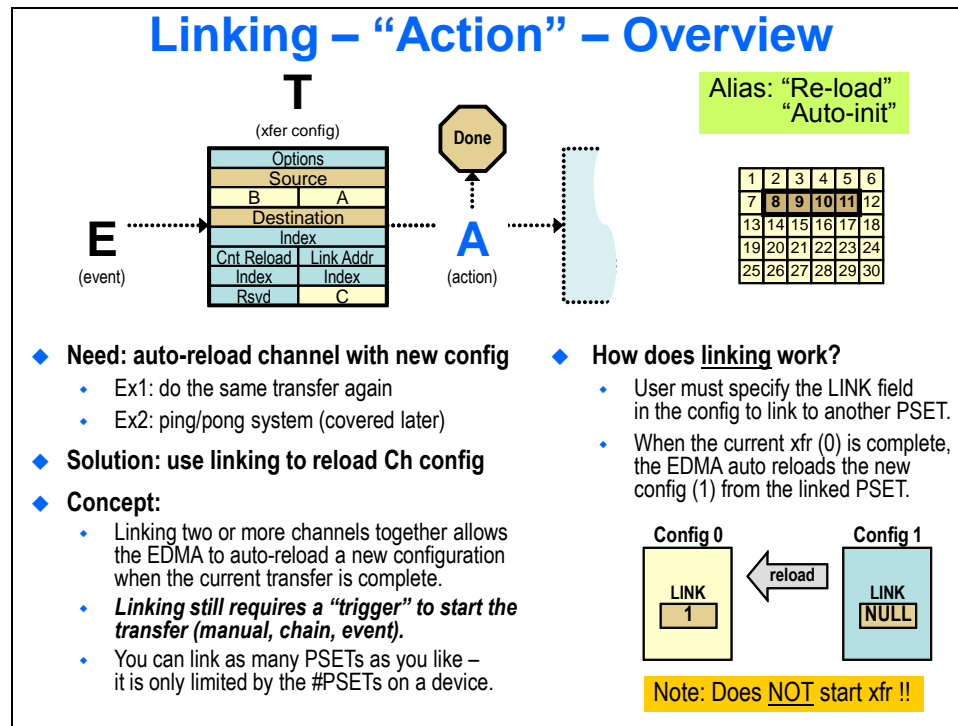 Linking – “Action” – Overview
T
(xfer config)
Options
Source
B A
Destination
Index
Cnt Reload Link Addr
Index Index
Rsvd C
E
(event)
Done
A
(action)
Alias: “Re-load”
“Auto-init”
1 2 3 4 5 6
7 8 9 10 11 12
13 14 15 16 17 18
19 20 21 22 23 24
25 26 27 28 29 30
Need: auto-reload channel with new config
Ex1: do the same transfer again
Ex2: ping/pong system (covered later)
Solution: use linking to reload Ch config
Concept:
Linking two or more channels together allows
the EDMA to auto-reload a new configuration
when the current transfer is complete.
Linking still requires a “trigger” to start the
transfer (manual, chain, event).
You can link as many PSETs as you like –
it is only limited by the #PSETs on a device.
How does linking work?
User must specify the LINK field
in the config to link to another PSET.
When the current xfr (0) is complete,
the EDMA auto reloads the new
config (1) from the linked PSET.
Config 0
LINK
1
reload
Config 1
LINK
NULL
Note: Does NOT start xfr !!